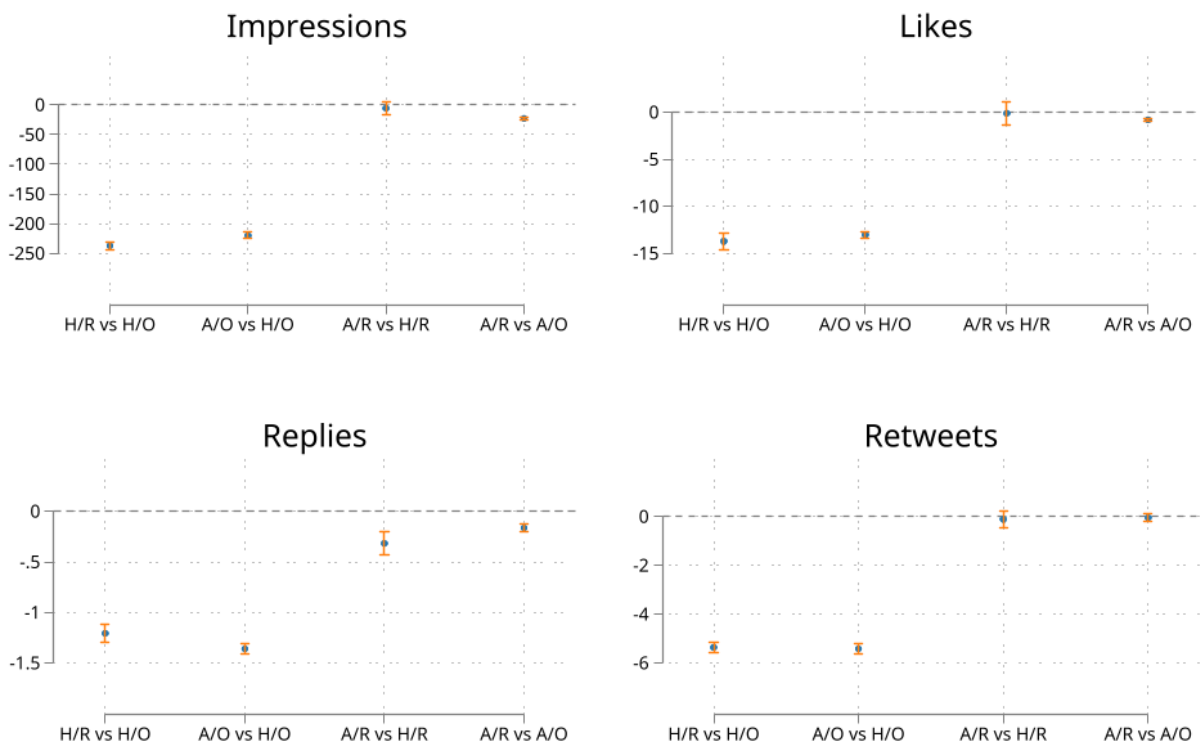 Impressions
0
-50
-100
-150
-200
-250
H/R vs H/O A/O vs H/O A/R vs H/R A/R vs A/O
Likes
0
-5
-10
-15
H/R vs H/O A/O vs H/O A/R vs H/R A/R vs A/O
Replies
0
-.5
-1
-1.5
H/R vs H/O A/O vs H/O A/R vs H/R A/R vs A/O
Retweets
0
-2
-4
-6
H/R vs H/O A/O vs H/O A/R vs H/R A/R vs A/O